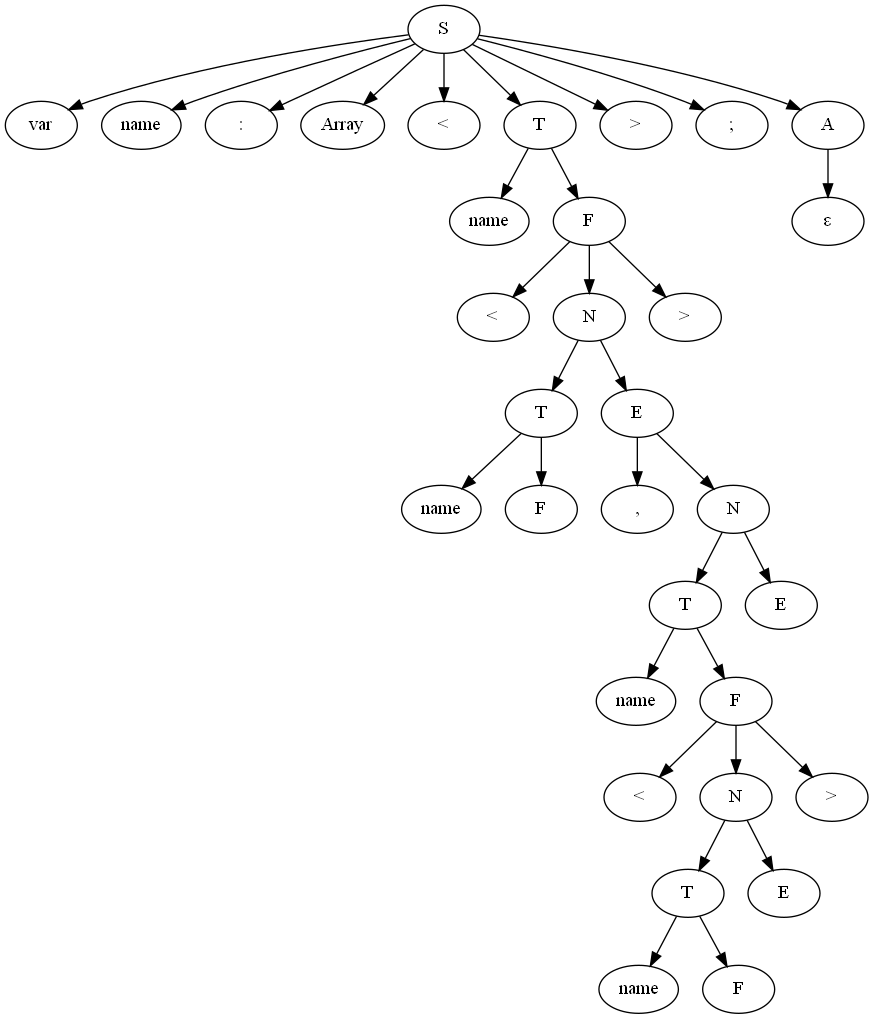 S
var name : Array < T > ; A
name F ε
< N >
T E
name F , N
T E
name F
< N >
T E
name F